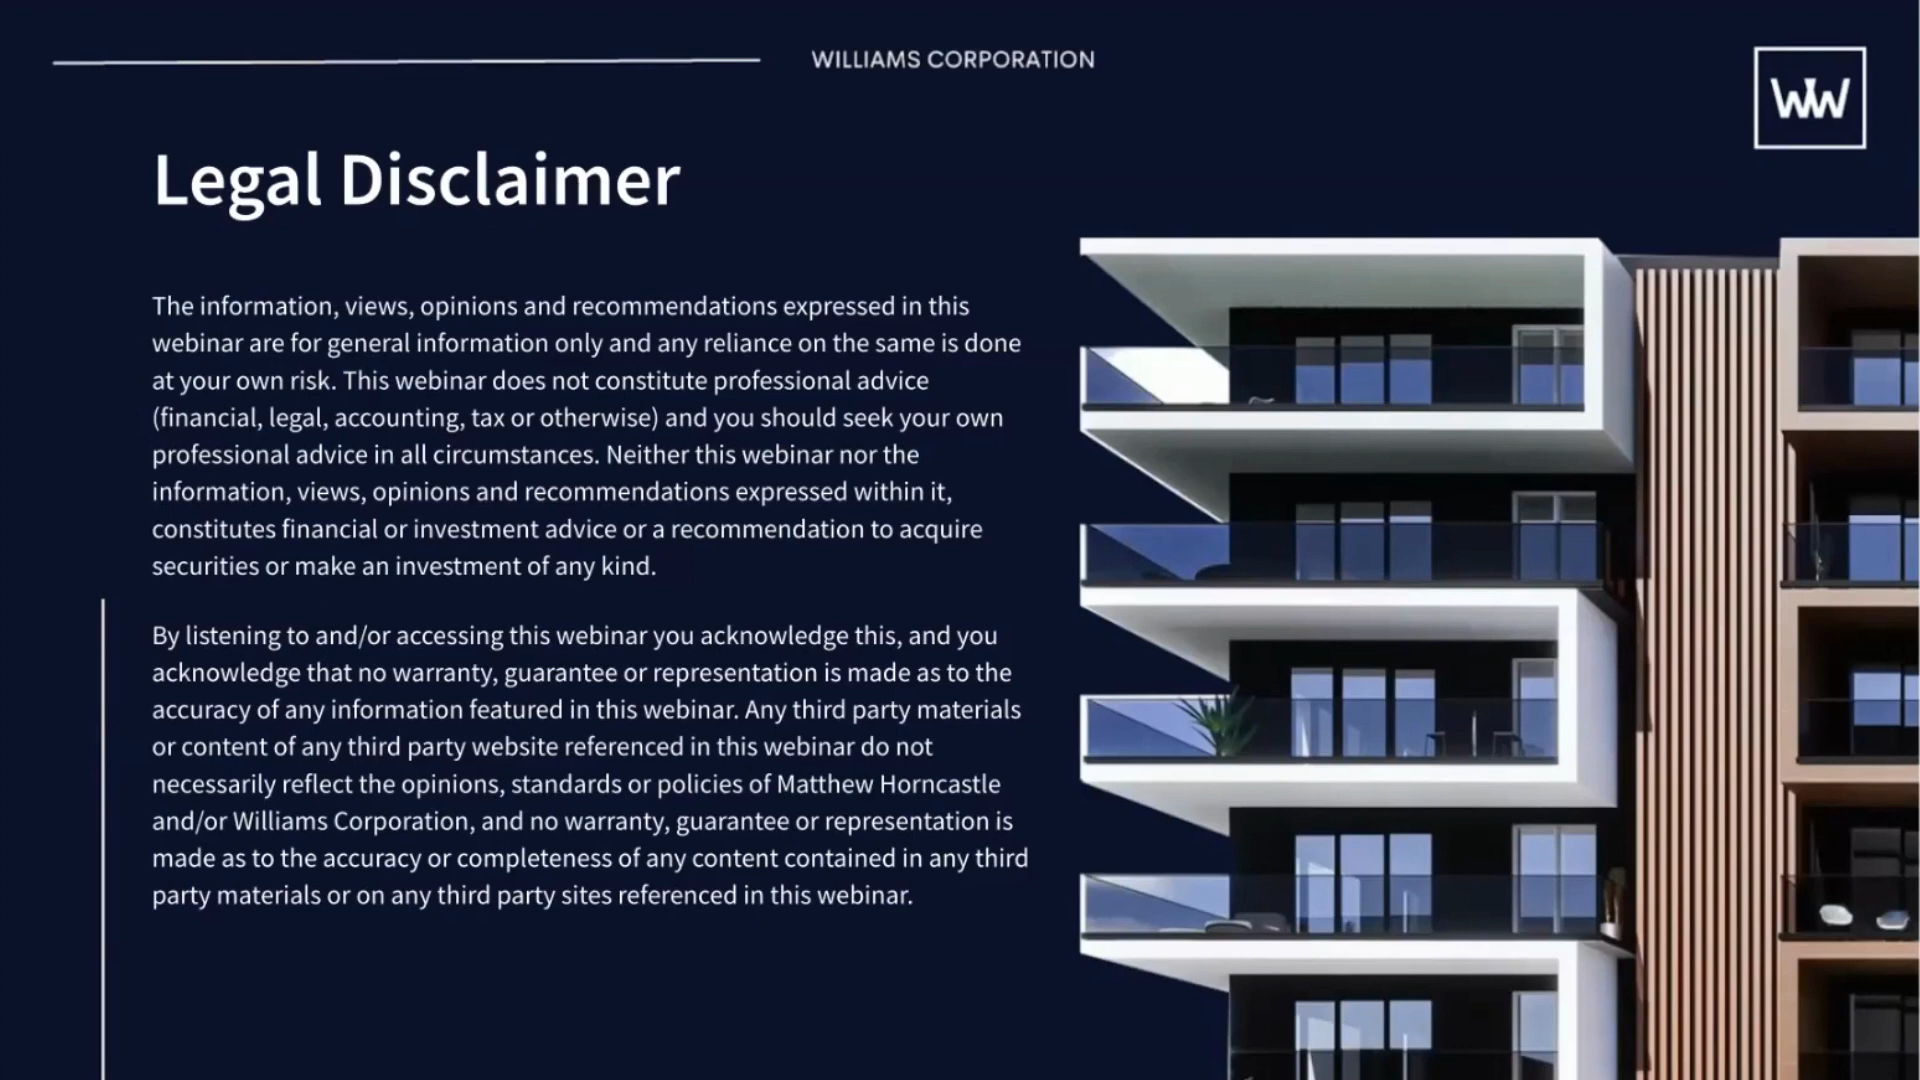 WILLIAMS CORPORATION
WW
Legal Disclaimer
The information, views, opinions and recommendations expressed in this
webinar are for general information only and any reliance on the same is done
at your own risk. This webinar does not constitute professional advice
(financial, legal, accounting, tax or otherwise) and you should seek your own
professional advice in all circumstances. Neither this webinar nor the
information, views, opinions and recommendations expressed within it,
constitutes financial or investment advice or a recommendation to acquire
securities or make an investment of any kind.
By listening to and/or accessing this webinar you acknowledge this, and you
acknowledge that no warranty, guarantee or representation is made as to the
accuracy of any information featured in this webinar. Any third party materials
or content of any third party website referenced in this webinar do not
necessarily reflect the opinions, standards or policies of Matthew Horncastle
and/or Williams Corporation, and no warranty, guarantee or representation is
made as to the accuracy or completeness of any content contained in any third
party materials or on any third party sites referenced in this webinar.